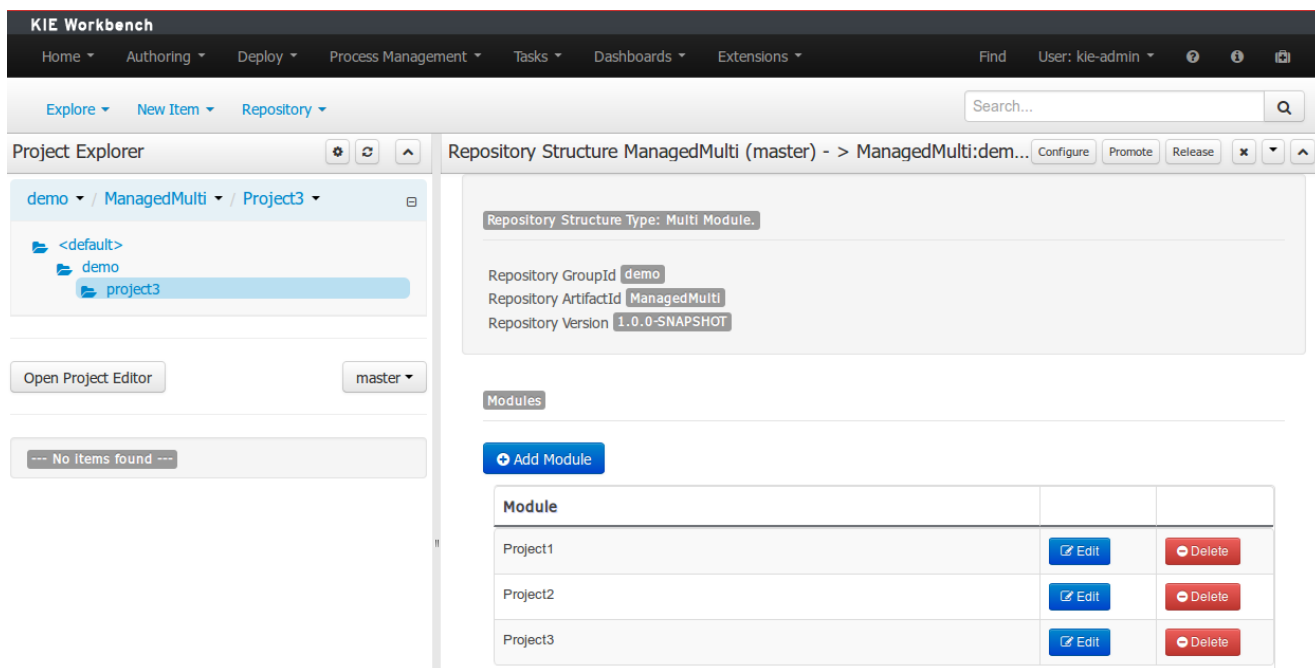 KIE Workbench
Home Authoring Deploy Process Management Tasks Dashboards Extensions Find User: kie-admin
Explore New Item Repository Search...
Project Explorer
demo / ManagedMulti / Project3
<default>
demo
project3
Open Project Editor master
--- No items found ---
Repository Structure ManagedMulti (master) - > ManagedMulti:dem... Configure Promote Release
Repository Structure Type: Multi Module.
Repository GroupId demo
Repository ArtifactId ManagedMulti
Repository Version 1.0.0-SNAPSHOT
Modules
Add Module
Module
Project1 Edit Delete
Project2 Edit Delete
Project3 Edit Delete